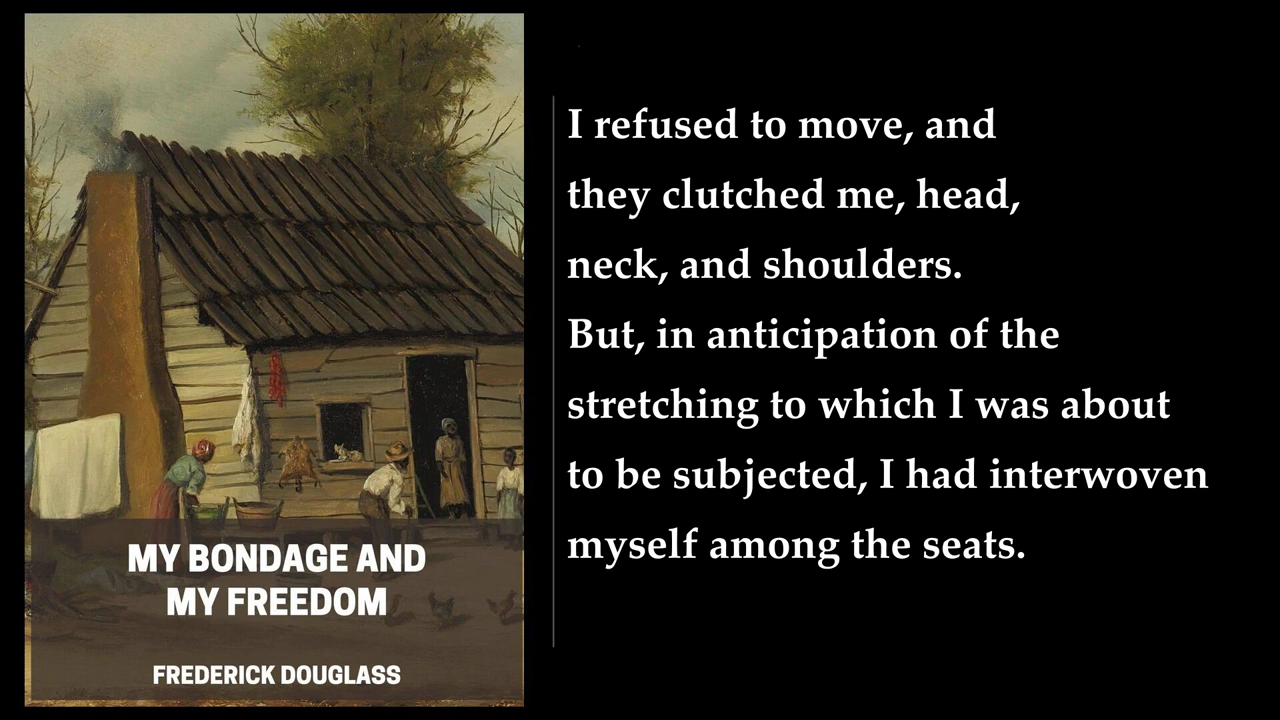 MY BONDAGE AND
MY FREEDOM
FREDERICK DOUGLASS
I refused to move, and
they clutched me, head,
neck, and shoulders.
But, in anticipation of the
stretching to which I was about
to be subjected, I had interwoven
myself among the seats.